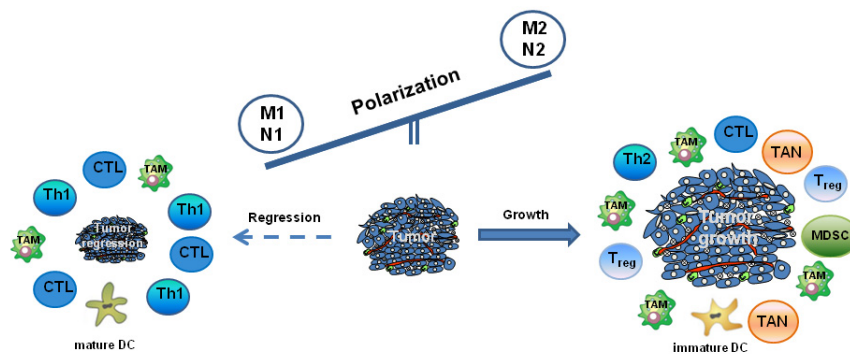 M2
N2
Polarization
M1
N1
CTL
TAM
Th1
Th1
Tumor
regression
TAM
CTL
CTL
Th1
mature DC
Regression
Tumor
Growth
TAM
CTL
TAN
Th2
Treg
TAM
Tumor
growth
MDSC
Treg
TAM
TAM
TAN
immature DC